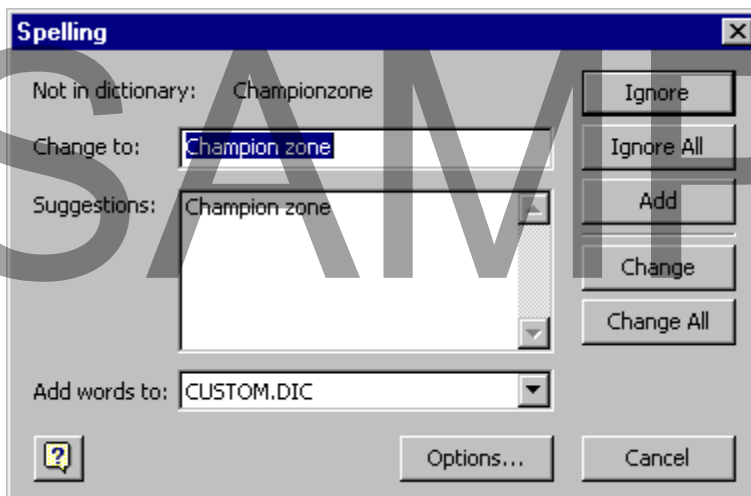 Spelling
Not in dictionary: Championzone Ignore
Change to: Champion zone Ignore All
Suggestions: Champion zone Add
Change
Change All
Add words to: CUSTOM.DIC
Options... Cancel
SAMP